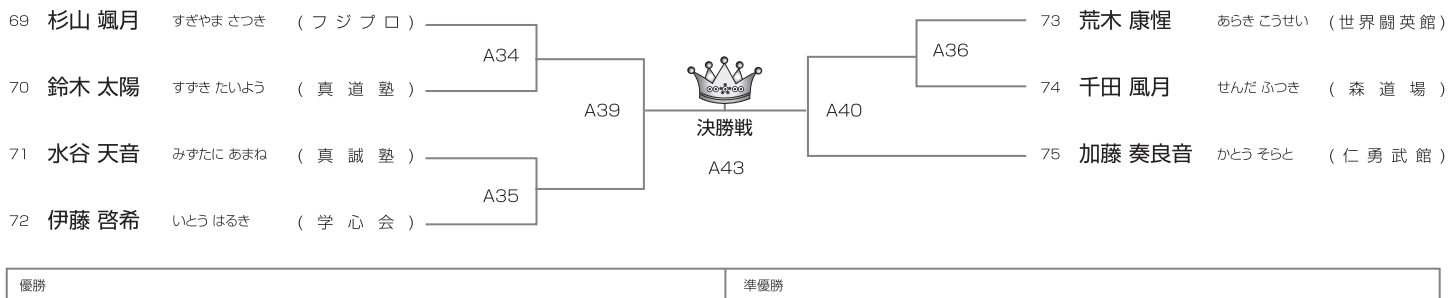 69 杉山 颯月 すぎやま さつき (フジプロ)
A34
70 鈴木 太陽 すずき たいよう (真道塾)
A39
71 水谷 天音 みずたに あまね (真誠塾)
A35
72 伊藤 啓希 いとう はるき (学心会)
決勝戦
A43
73 荒木 康惺 あらき こうせい (世界闘英館)
A36
74 千田 風月 せんだ ふつき (森道場)
A40
75 加藤 奏良音 かとう そらと (仁勇武館)
優勝
準優勝